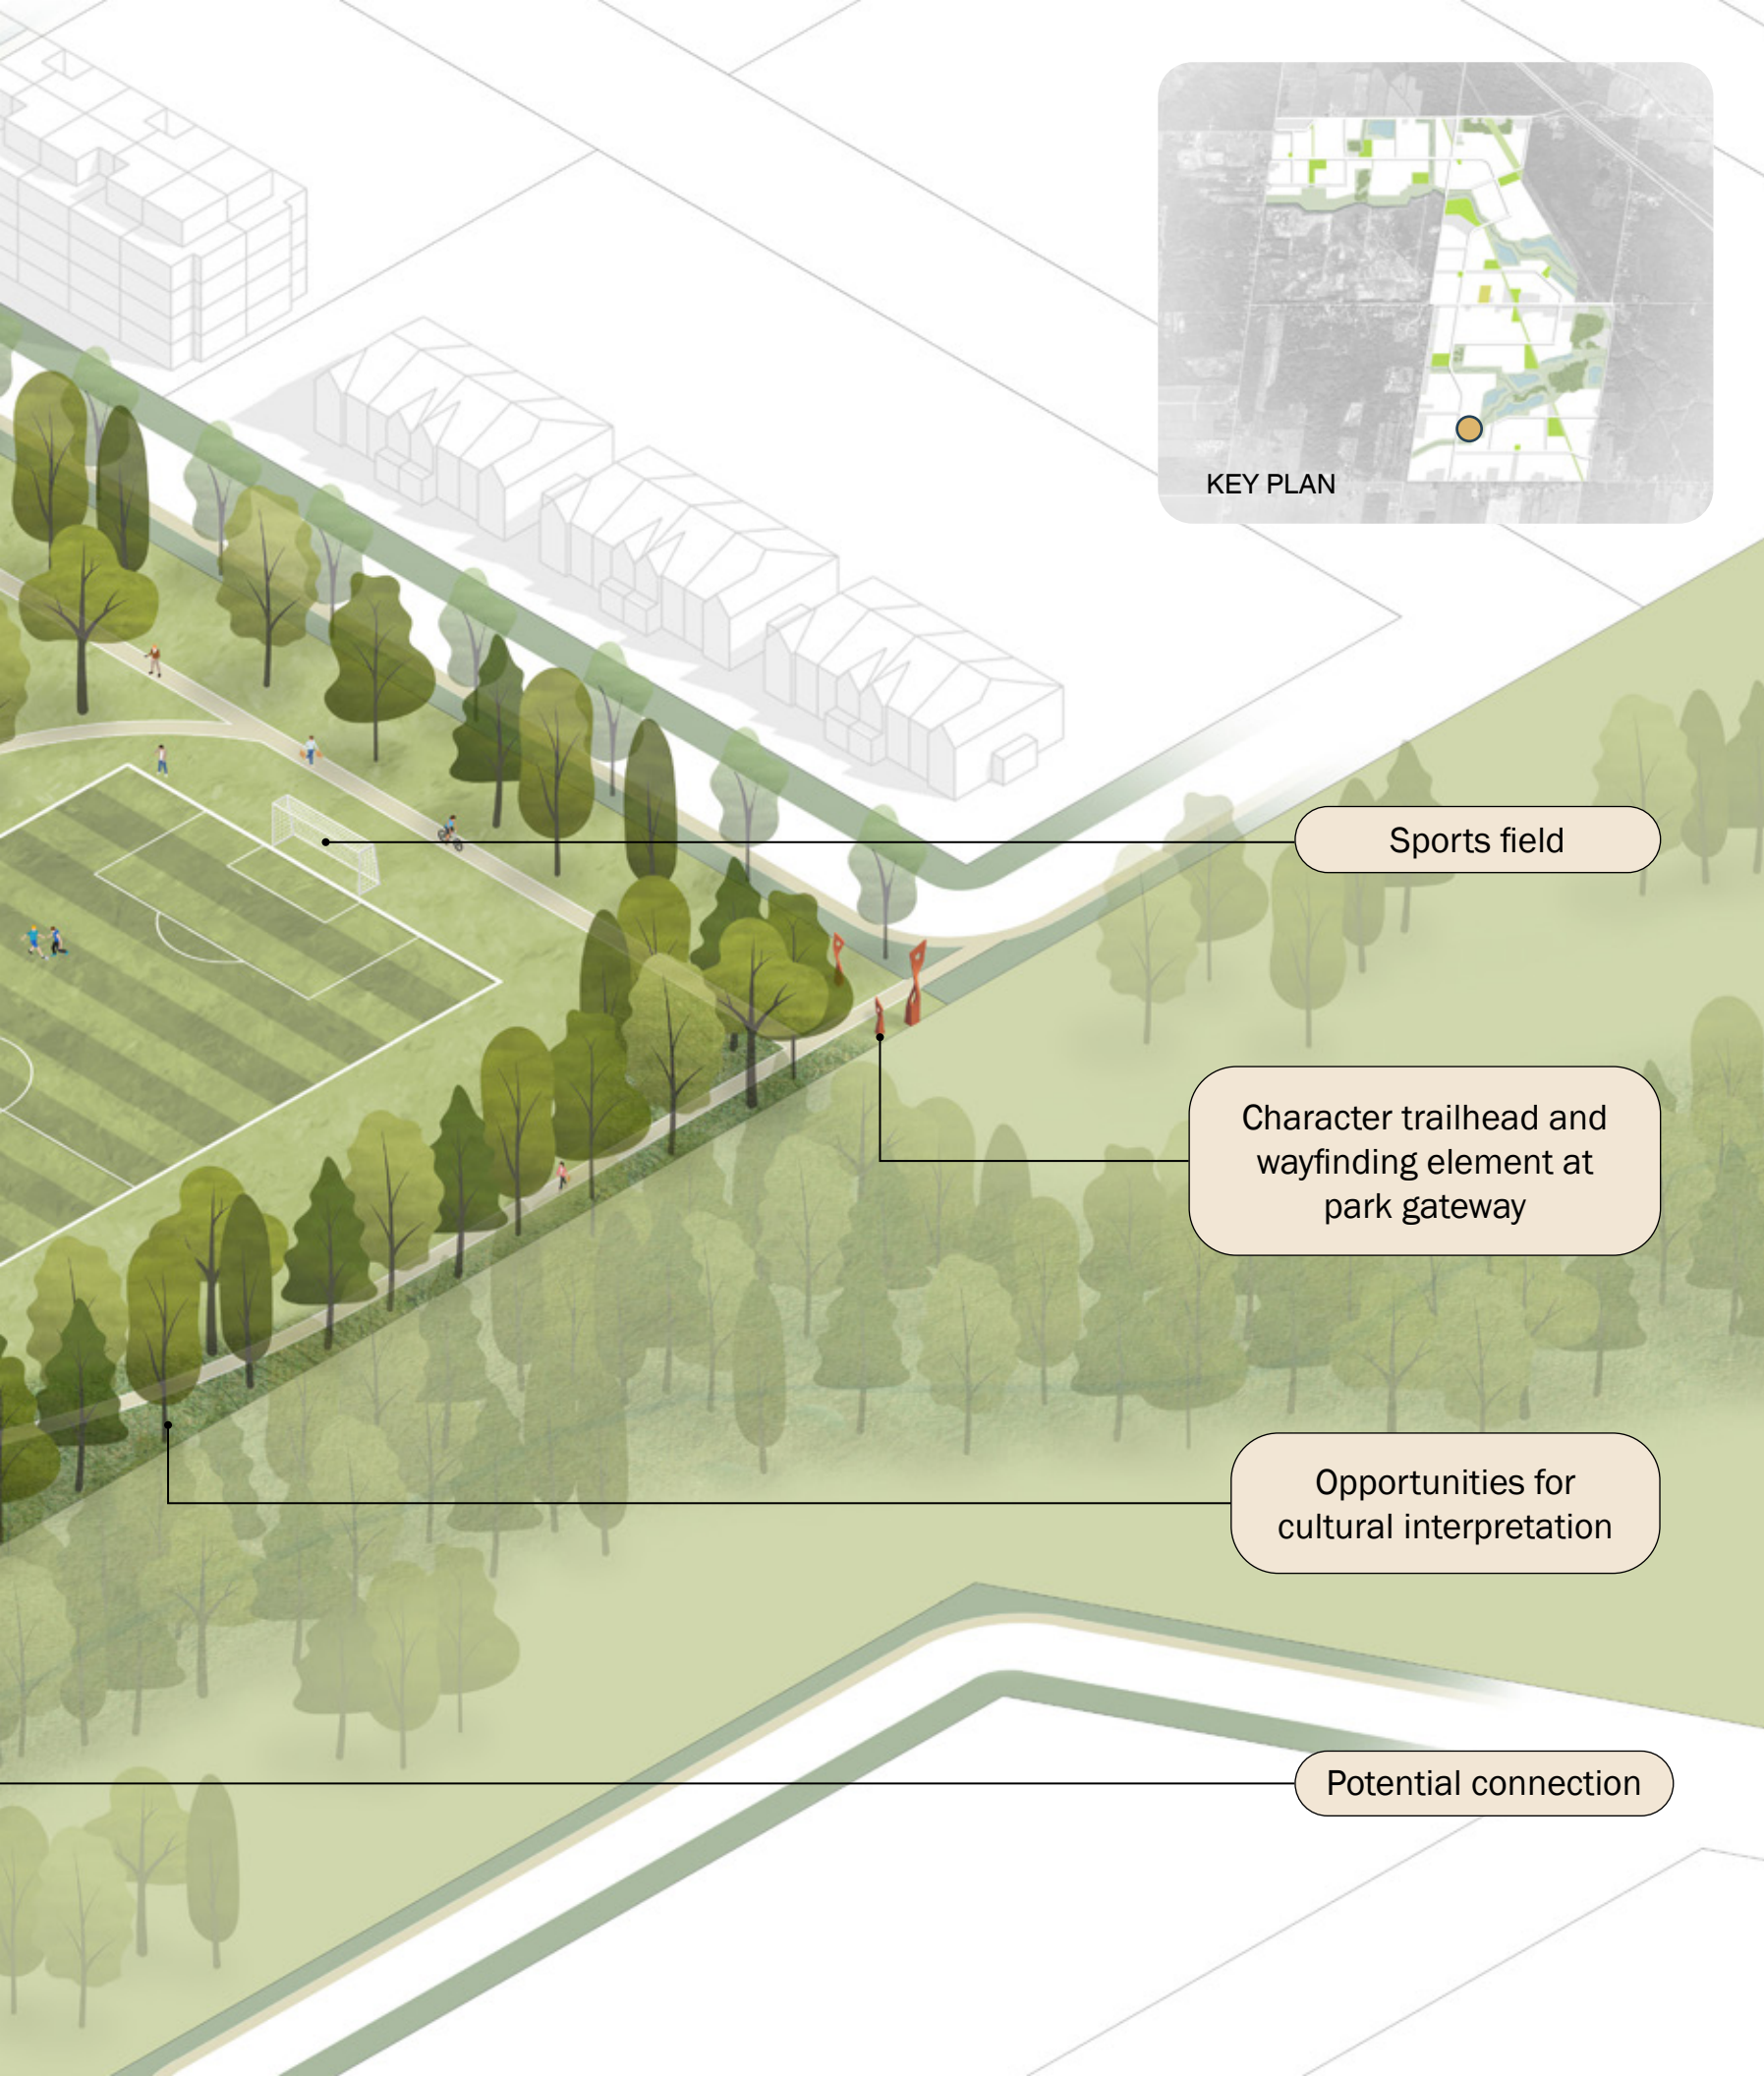 KEY PLAN
Sports field
Character trailhead and
wayfinding element at
park gateway
Opportunities for
cultural interpretation
Potential connection